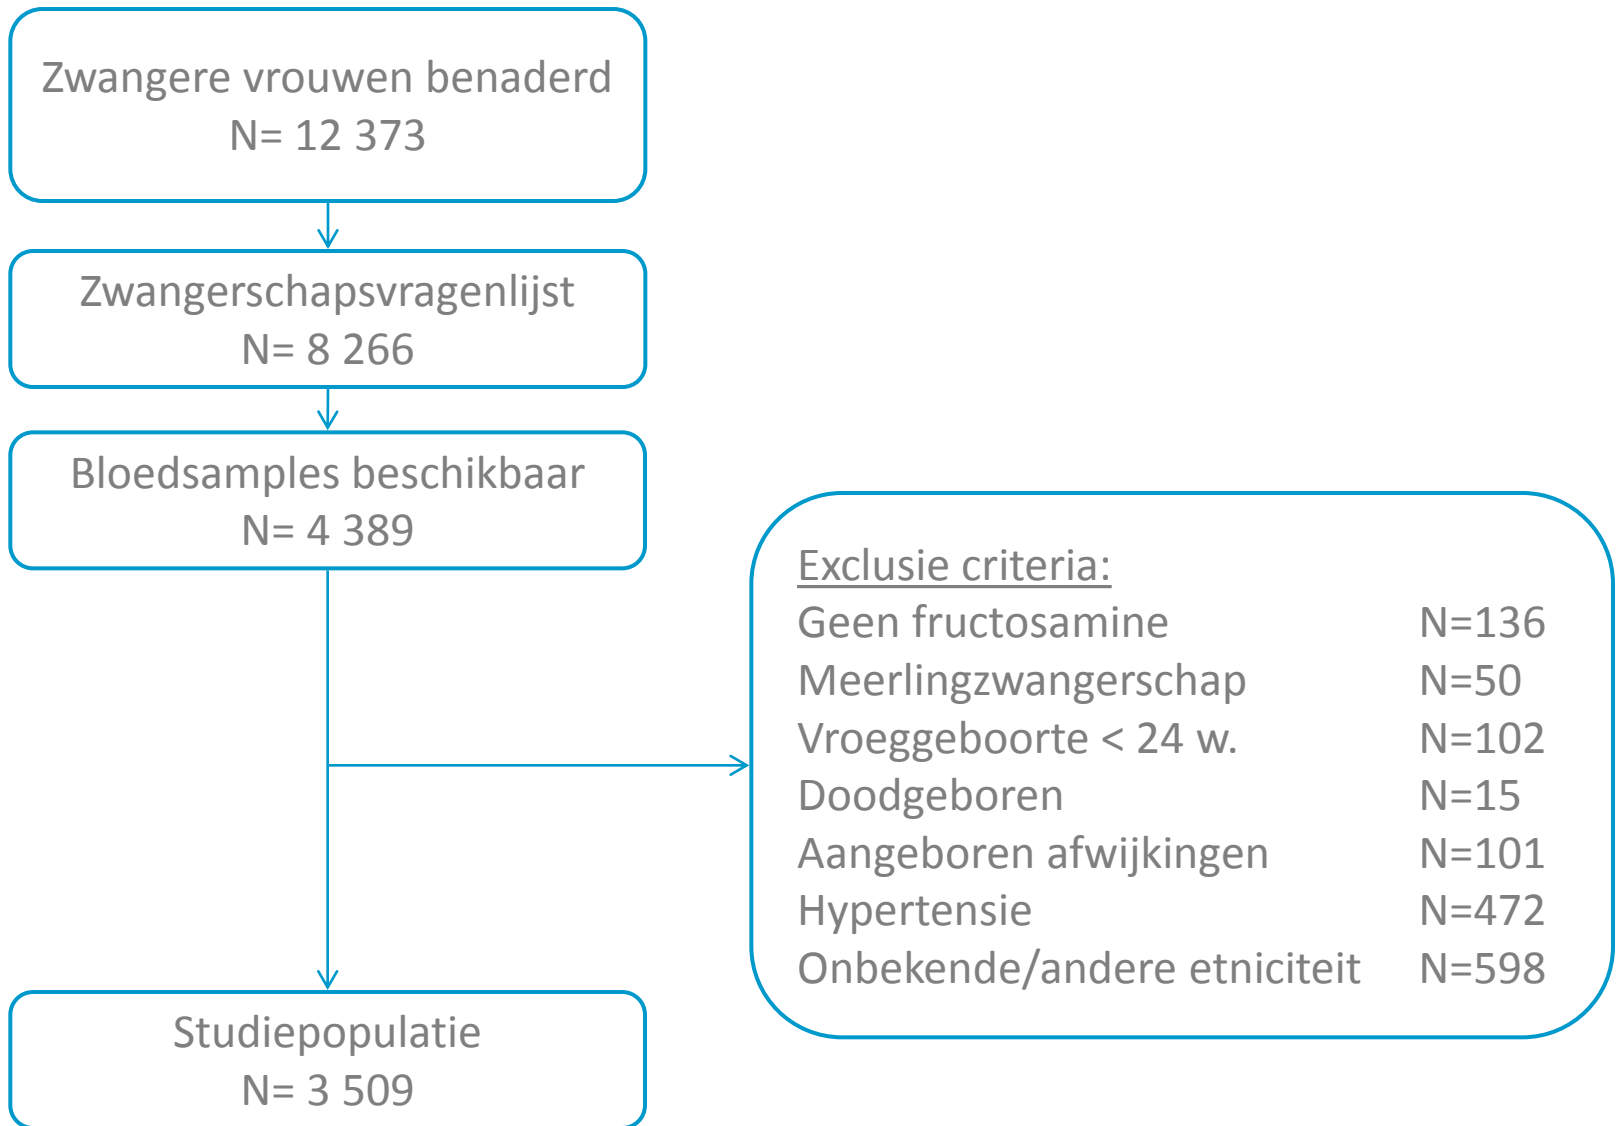 Zwangere vrouwen benaderd
N= 12 373
Zwangerschapsvragenlijst
N= 8 266
Bloedsamples beschikbaar
N= 4 389
Exclusie criteria:
Geen fructosamine N=136
Meerlingzwangerschap N=50
Vroeggeboorte < 24 w. N=102
Doodgeboren N=15
Aangeboren afwijkingen N=101
Hypertensie N=472
Onbekende/andere etniciteit N=598
Studiepopulatie
N= 3 509